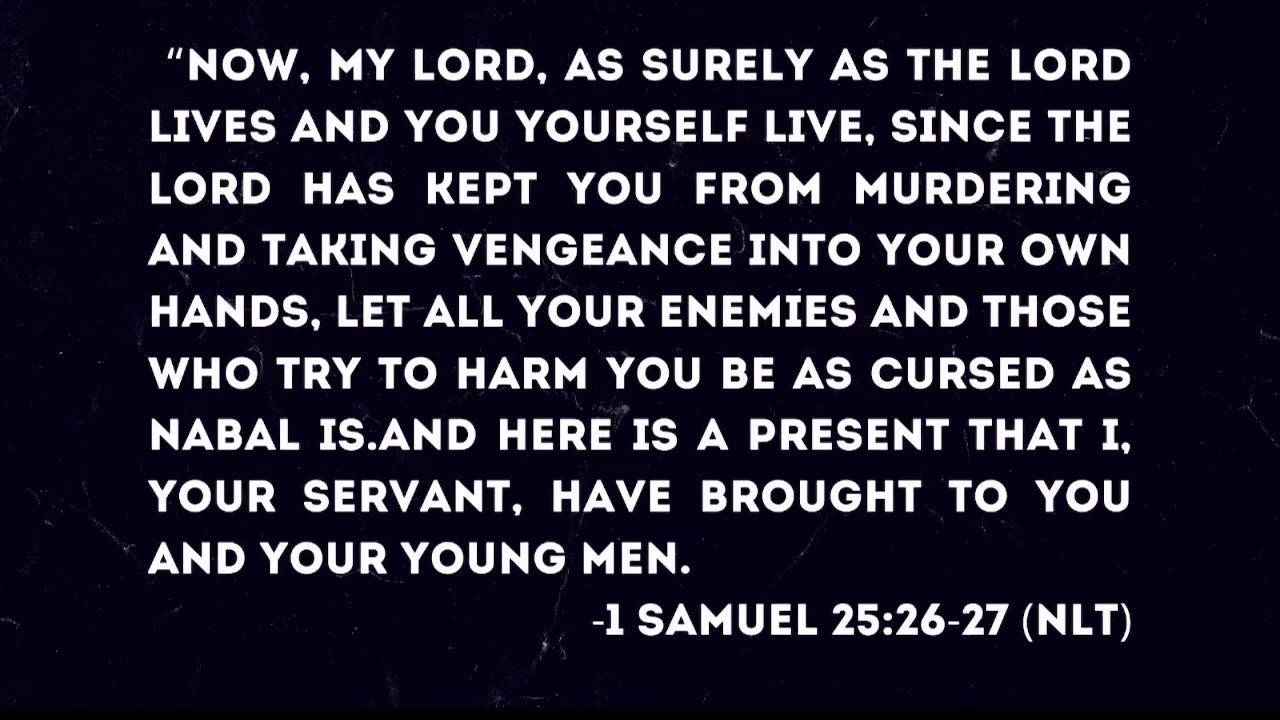 “NOW, MY LORD, AS SURELY AS THE LORD
LIVES AND YOU YOURSELF LIVE, SINCE THE
LORD HAS KEPT YOU FROM MURDERING
AND TAKING VENGEANCE INTO YOUR OWN
HANDS, LET ALL YOUR ENEMIES AND THOSE
WHO TRY TO HARM YOU BE AS CURSED AS
NABAL IS.AND HERE IS A PRESENT THAT I,
YOUR SERVANT, HAVE BROUGHT TO YOU
AND YOUR YOUNG MEN.
-1 SAMUEL 25:26-27 (NLT)